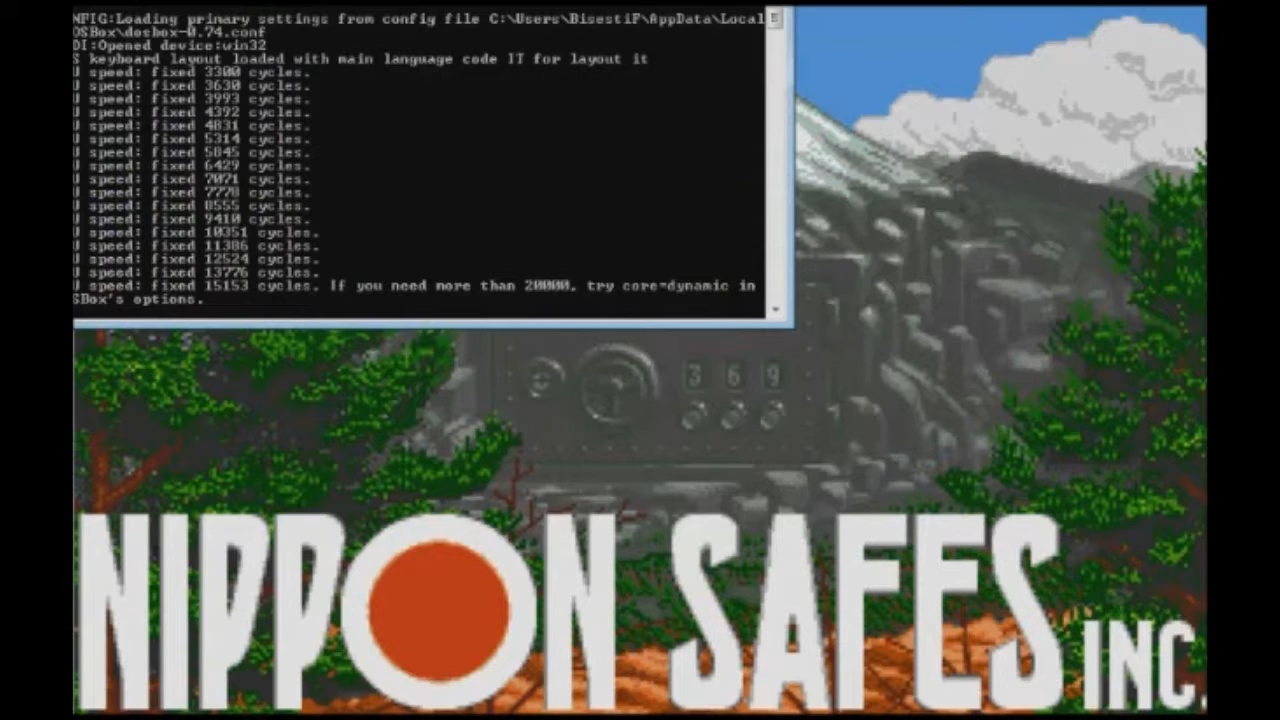 NFIG:Loading primary settings from config file C:\Users\BisestiF\AppData\Local
OSBox\dosbox-0.74.conf
DI:Opened device:win32
S keyboard layout loaded with main language code IT for layout it
U speed: fixed 3300 cycles.
U speed: fixed 3630 cycles.
U speed: fixed 3993 cycles.
U speed: fixed 4392 cycles.
U speed: fixed 4831 cycles.
U speed: fixed 5314 cycles.
U speed: fixed 5845 cycles.
U speed: fixed 6429 cycles.
U speed: fixed 7071 cycles.
U speed: fixed 7778 cycles.
U speed: fixed 8555 cycles.
U speed: fixed 9410 cycles.
U speed: fixed 10351 cycles.
U speed: fixed 11386 cycles.
U speed: fixed 12524 cycles.
U speed: fixed 13776 cycles.
U speed: fixed 15153 cycles. If you need more than 20000, try core=dynamic in
SBox's options.
3 6 9
NIPPON SAFES INC.